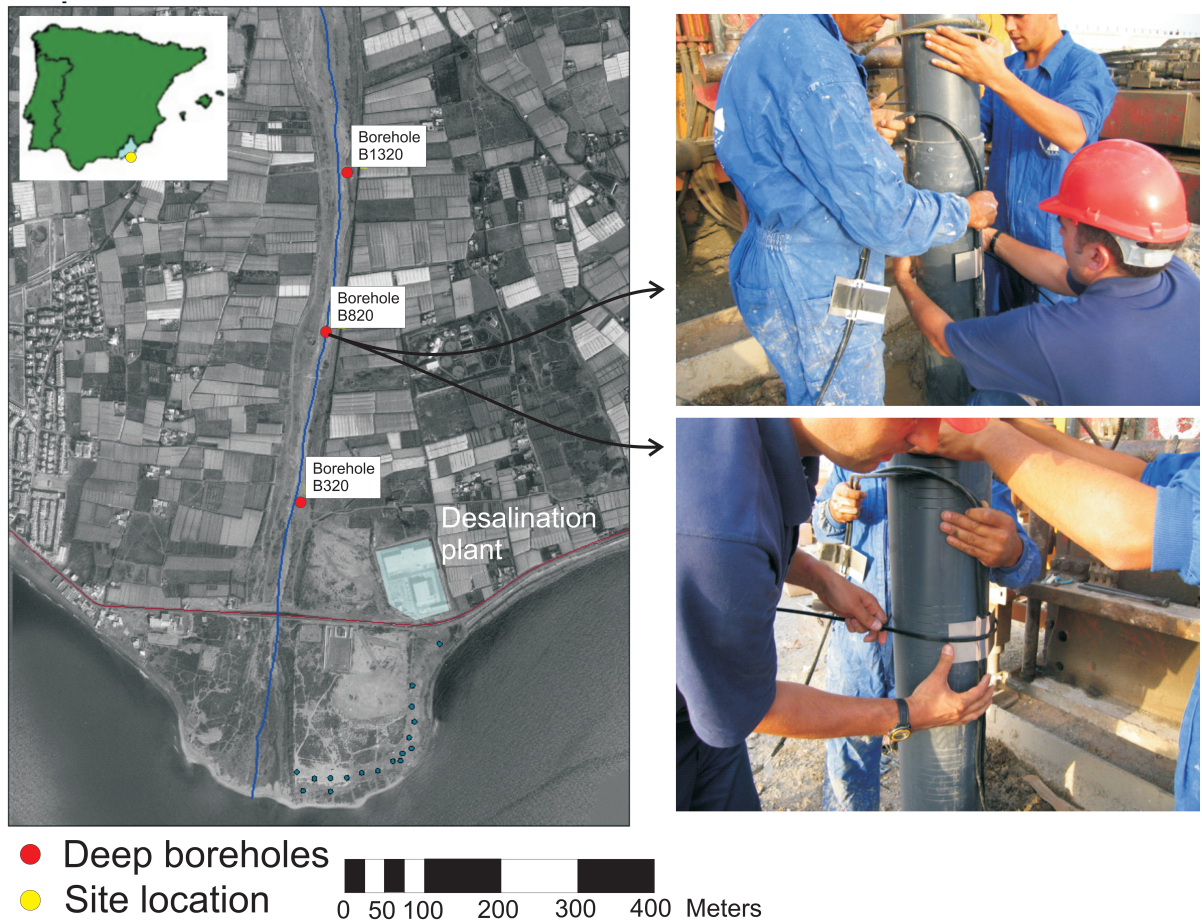 Borehole
B1320
Borehole
B820
Borehole
B320
Desalination
plant
Deep boreholes
Site location
0 50 100 200 300 400 Meters